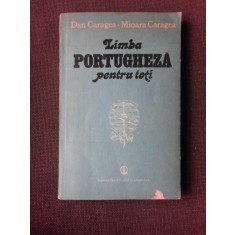 Dan Caragea · Mioara Caragea
Limba
PORTUGHEZA
pentru toți